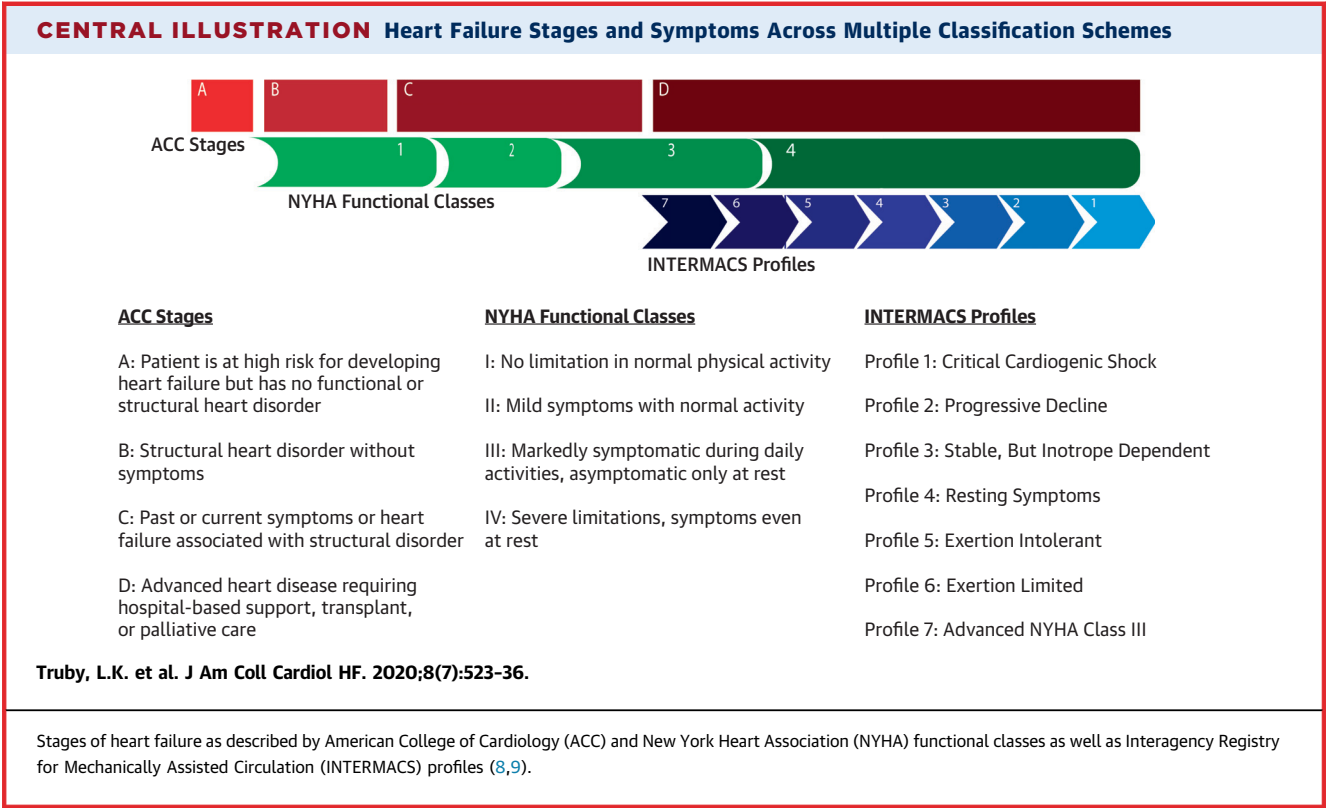 CENTRAL ILLUSTRATION Heart Failure Stages and Symptoms Across Multiple Classification Schemes
A B C D
ACC Stages
1 2 3 4
NYHA Functional Classes
7 6 5 4 3 2 1
INTERMACS Profiles
ACC Stages
A: Patient is at high risk for developing
heart failure but has no functional or
structural heart disorder
B: Structural heart disorder without
symptoms
C: Past or current symptoms or heart
failure associated with structural disorder
D: Advanced heart disease requiring
hospital-based support, transplant,
or palliative care
NYHA Functional Classes
I: No limitation in normal physical activity
II: Mild symptoms with normal activity
III: Markedly symptomatic during daily
activities, asymptomatic only at rest
IV: Severe limitations, symptoms even
at rest
INTERMACS Profiles
Profile 1: Critical Cardiogenic Shock
Profile 2: Progressive Decline
Profile 3: Stable, But Inotrope Dependent
Profile 4: Resting Symptoms
Profile 5: Exertion Intolerant
Profile 6: Exertion Limited
Profile 7: Advanced NYHA Class III
Truby, L.K. et al. J Am Coll Cardiol HF. 2020;8(7):523–36.
Stages of heart failure as described by American College of Cardiology (ACC) and New York Heart Association (NYHA) functional classes as well as Interagency Registry
for Mechanically Assisted Circulation (INTERMACS) profiles (8,9).